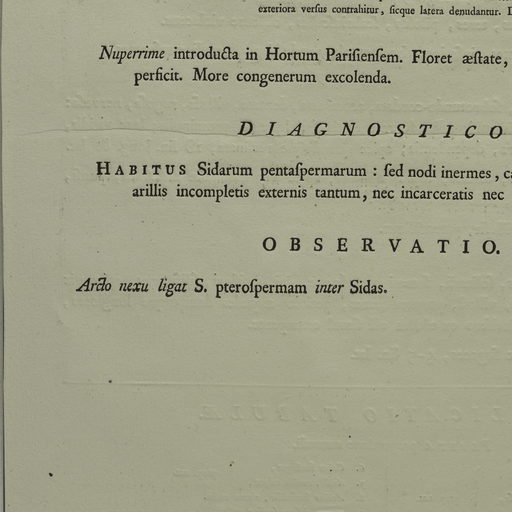 exteriora verſus contrahitur, ſicque latera denudantur.
Nuperrime introducta in Hortum Pariſienſem. Floret æſtate,
perficit. More congenerum excolenda.
DIAGNOSTICO
HABITUS Sidarum pentaſpermarum : ſed nodi inermes,
arillis incompletis externis tantum, nec incarceratis nec
OBSERVATIO.
Arcto nexu ligat S. pteroſpermam inter Sidas.